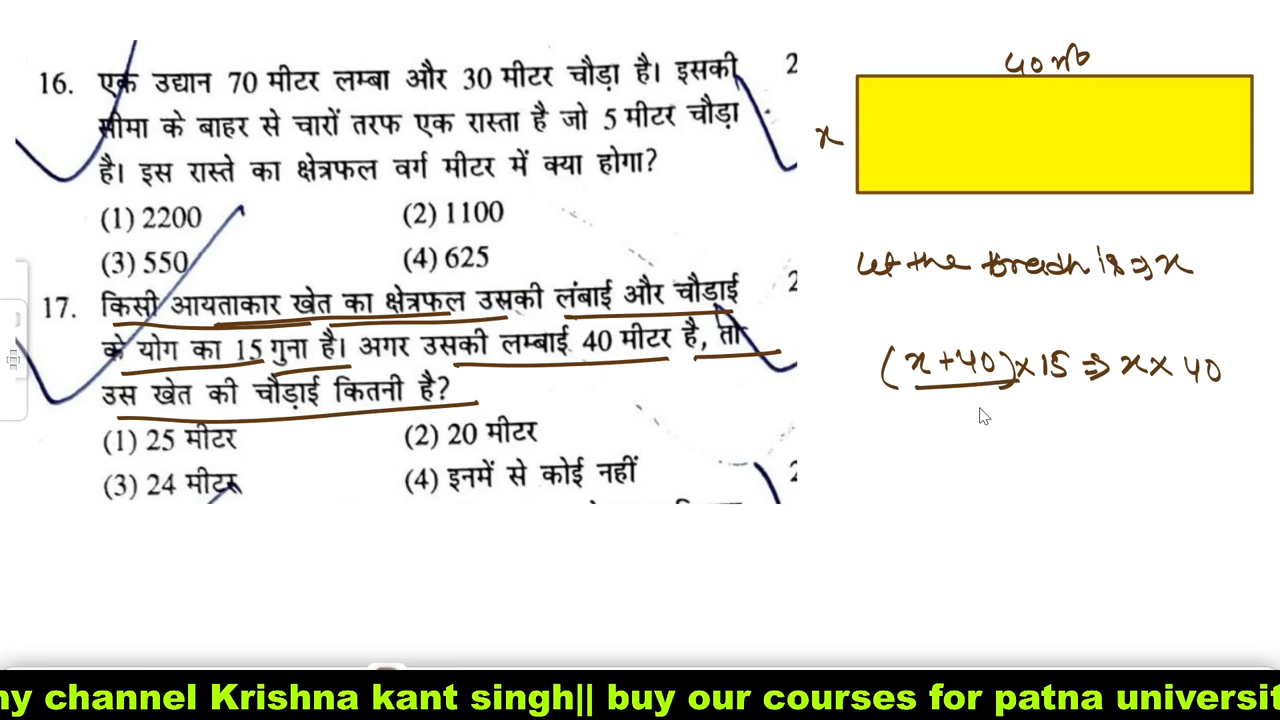 16. एक उद्यान 70 मीटर लम्बा और 30 मीटर चौड़ा है। इसकी
सीमा के बाहर से चारों तरफ एक रास्ता है जो 5 मीटर चौड़ा
है। इस रास्ते का क्षेत्रफल वर्ग मीटर में क्या होगा?
(1) 2200 (2) 1100
(3) 550 (4) 625
17. किसी आयताकार खेत का क्षेत्रफल उसकी लंबाई और चौड़ाई
के योग का 15 गुना है। अगर उसकी लम्बाई 40 मीटर है, तो
उस खेत की चौड़ाई कितनी है?
(1) 25 मीटर (2) 20 मीटर
(3) 24 मीटर (4) इनमें से कोई नहीं
2
2
2
40
x
Let the breadh is ⇒ x
(x+40)×15 ⇒ x×40
ny channel Krishna kant singh|| buy our courses for patna universit